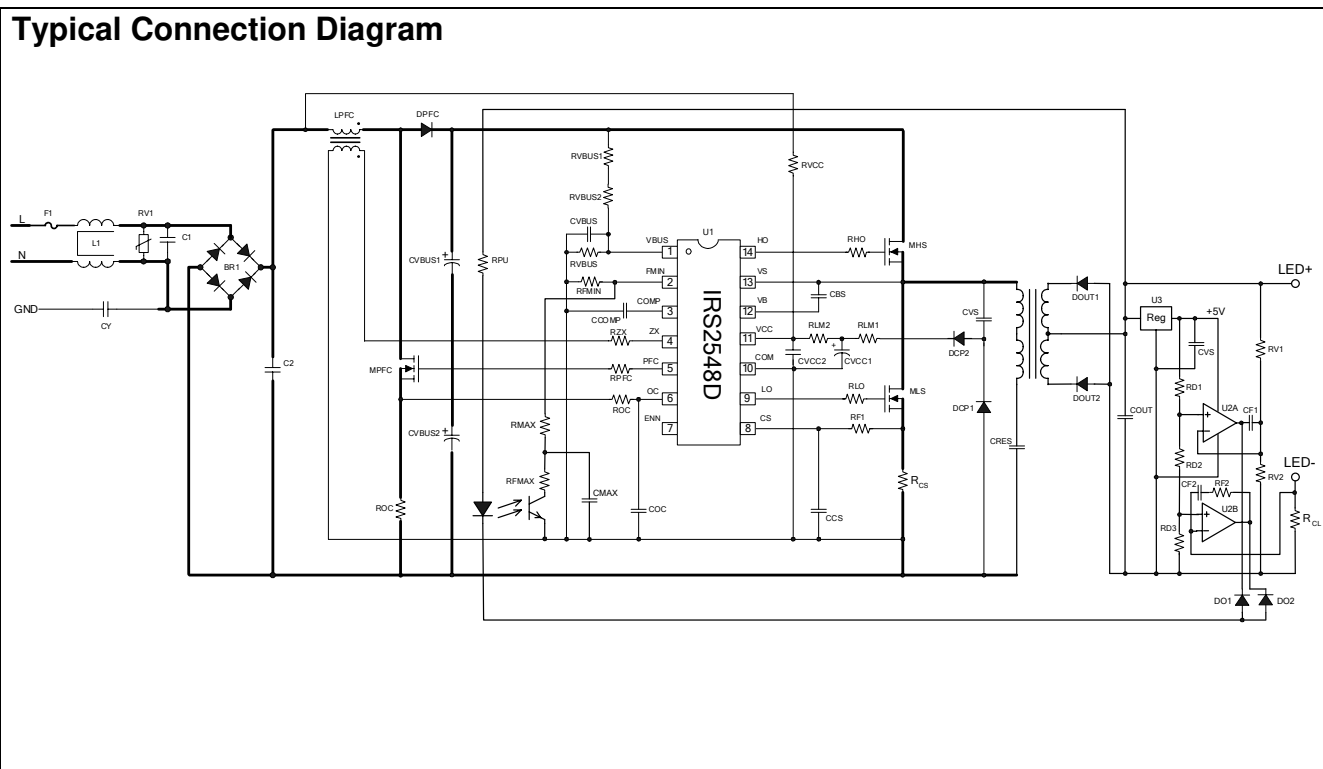 Typical Connection Diagram
LPFC
DPFC
RVBUS1
RVCC
RVBUS2
F1
RV1
L
L1
C1
N
BR1
GND
CY
C2
CVBUS1
+
RPU
CVBUS
VBUS
U1
1
14
HO
RHO
MHS
RVBUS
FMIN
2
13
VS
RFMIN
COMP
3
12
VB
CBS
CCOMP
ZX
4
11
VCC
RLM2
RLM1
RZX
DCP2
CVS
PFC
5
10
COM
CVCC2
+
CVCC1
MPFC
RPFC
OC
6
9
LO
RLO
MLS
DCP1
ROC
ENN
7
8
CS
RF1
IRS2548D
CVBUS2
+
RMAX
RFMAX
CMAX
ROC
COC
CCS
RCS
CRES
DOUT1
DOUT2
LED+
U3
Reg
+5V
CVS
RV1
RD1
COUT
+
U2A
CF1
−
RD2
LED-
RV2
CF2
RF2
+
U2B
−
RD3
RCL
DO1
DO2